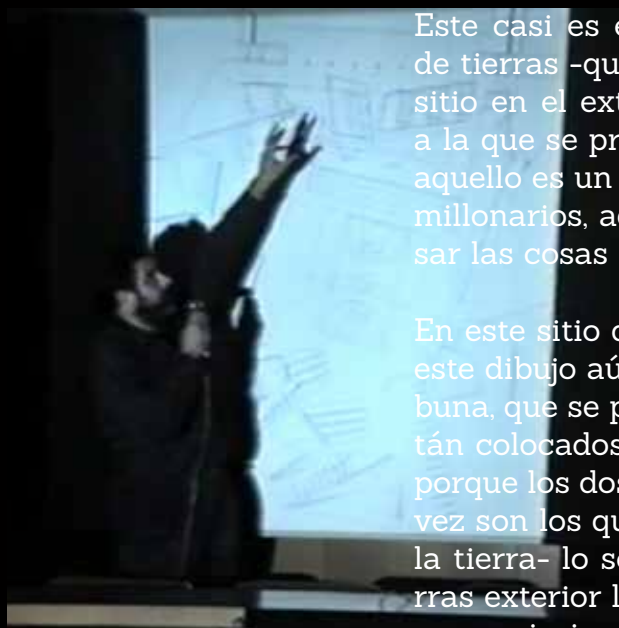 Este casi es
de tierras -qu
sitio en el ext
a la que se pr
aquello es un
millonarios, a
sar las cosas
En este sitio
este dibujo aú
buna, que se p
tán colocados
porque los dos
vez son los qu
la tierra- lo s
rras exterior l